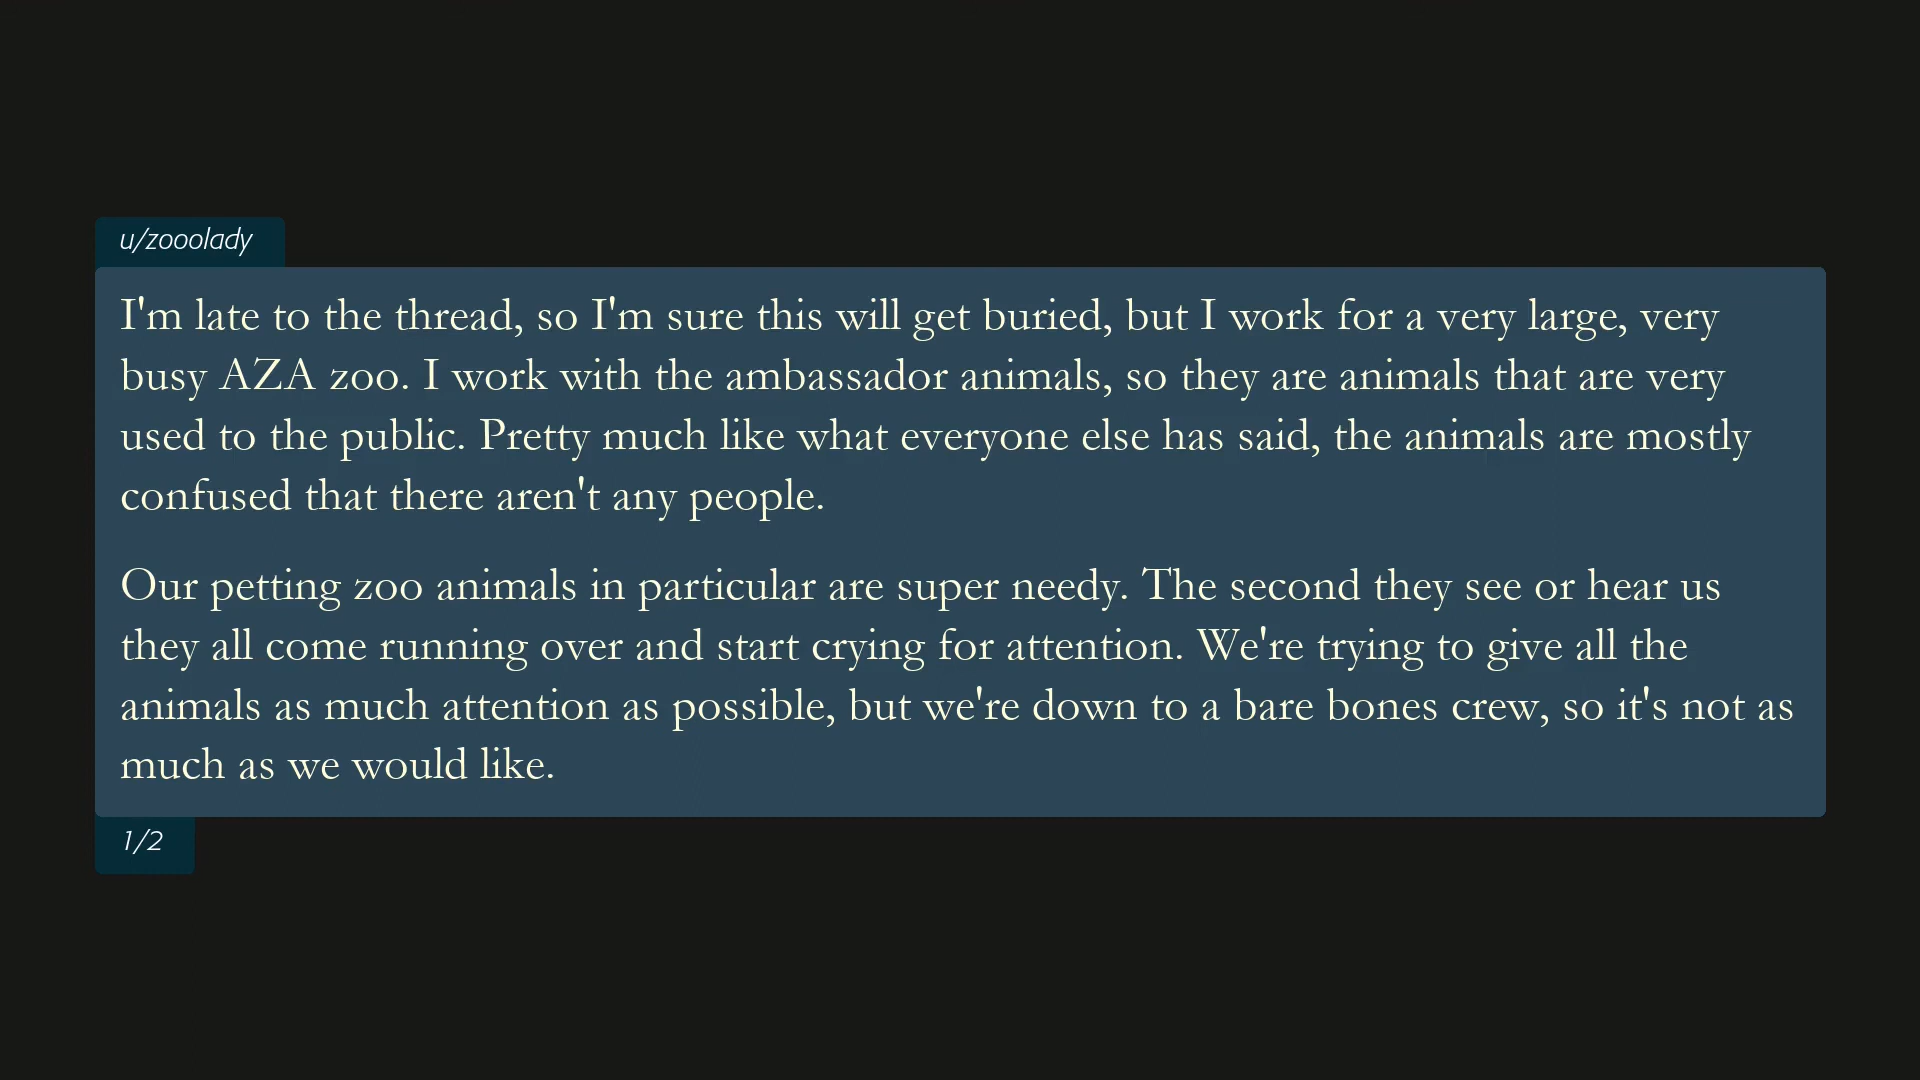 u/zooolady
I'm late to the thread, so I'm sure this will get buried, but I work for a very large, very
busy AZA zoo. I work with the ambassador animals, so they are animals that are very
used to the public. Pretty much like what everyone else has said, the animals are mostly
confused that there aren't any people.
Our petting zoo animals in particular are super needy. The second they see or hear us
they all come running over and start crying for attention. We're trying to give all the
animals as much attention as possible, but we're down to a bare bones crew, so it's not as
much as we would like.
1/2